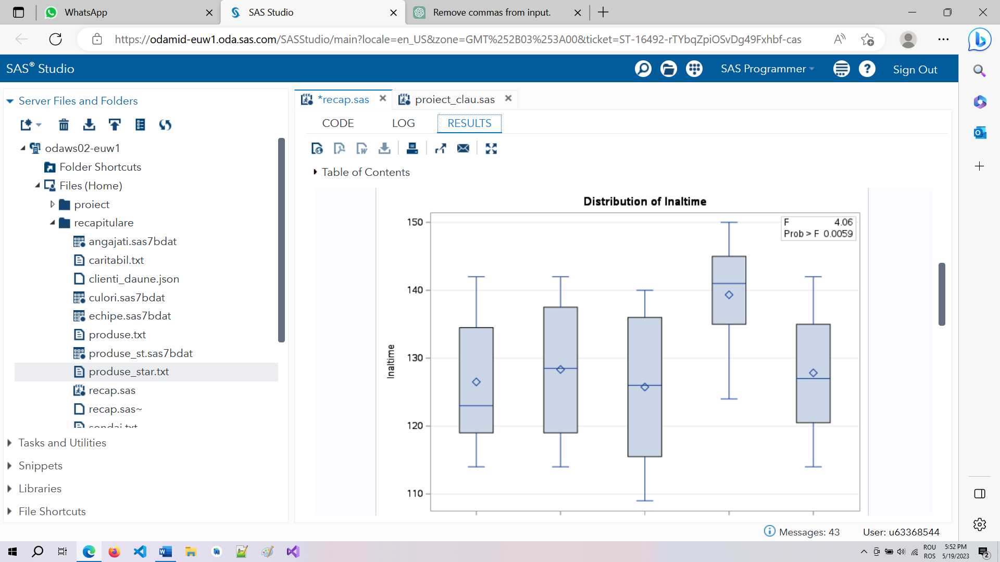 WhatsApp
SAS Studio
Remove commas from input.
https://odamid-euw1.oda.sas.com/SASStudio/main?locale=en_US&zone=GMT%252B03%253A00&ticket=ST-16492-rTYbqZpiOSvDg49Fxhbf-cas
SAS® Studio
SAS Programmer
Sign Out
Server Files and Folders
odaws02-euw1
Folder Shortcuts
Files (Home)
proiect
recapitulare
angajati.sas7bdat
caritabil.txt
clienti_daune.json
culori.sas7bdat
echipe.sas7bdat
produse.txt
produse_st.sas7bdat
produse_star.txt
recap.sas
recap.sas~
sondaj.txt
Tasks and Utilities
Snippets
Libraries
File Shortcuts
*recap.sas
proiect_clau.sas
CODE LOG RESULTS
Table of Contents
Distribution of Inaltime
F 4.06
Prob > F 0.0059
150
140
130
120
110
Inaltime
Messages: 43
User: u63368544
ROU
ROS
5:52 PM
5/19/2023
2